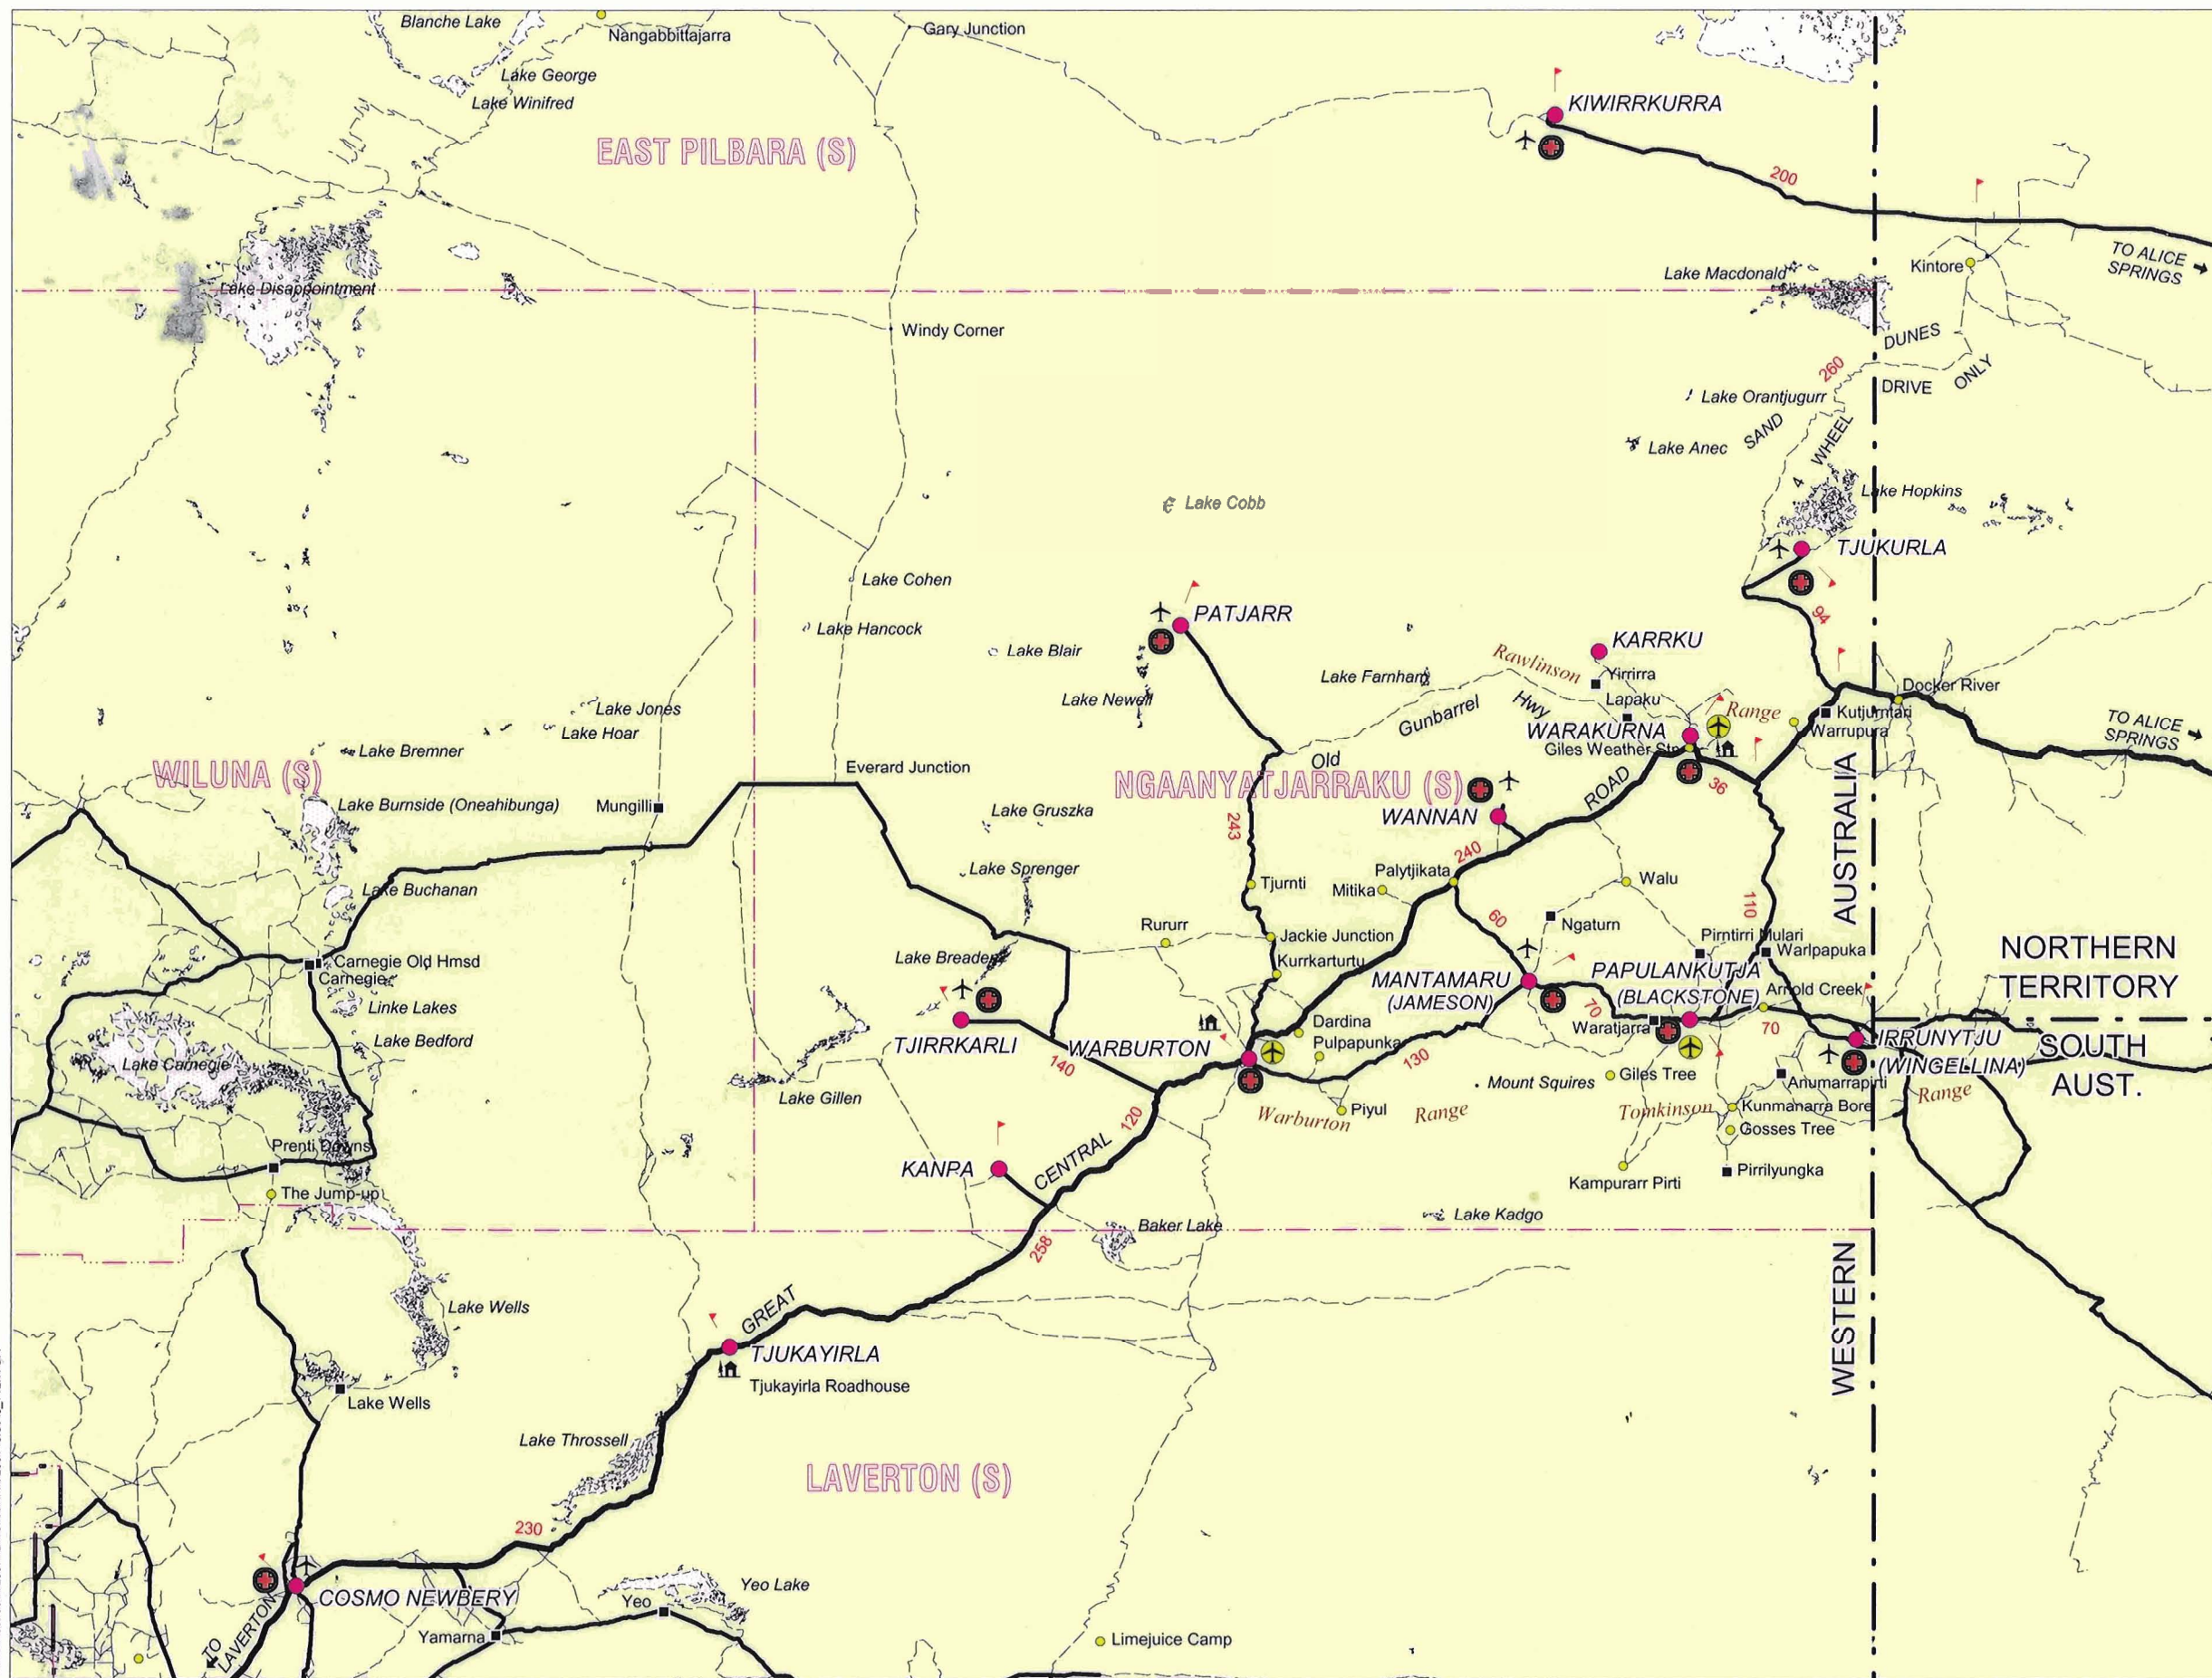 Blanche Lake
Nangabbittajarra
Gary Junction
Lake George
Lake Winifred
KIWIRRKURRA
EAST PILBARA (S)
200
TO ALICE
SPRINGS
Kintore
Lake Macdonald
Lake Disappointment
Windy Corner
DUNES
ONLY
DRIVE
260
Lake Orantjugurr
SAND
WHEEL
4
Lake Anec
Lake Hopkins
Lake Cobb
TJUKURLA
Lake Cohen
94
PATJARR
Lake Hancock
KARRKU
Lake Blair
Rawlinson
Yirrirra
Lake Farnham
Docker River
Lake Newell
Lapaku
Hwy
Gunbarrel
Range
Kutjurntari
Lake Jones
Lake Hoar
WARAKURNA
Warrupura
TO ALICE
SPRINGS
Giles Weather Stn
Lake Bremner
Old
Everard Junction
WILUNA (S)
NGAANYATJARRAKU (S)
ROAD
36
Lake Burnside (Oneahibunga)
Mungilli
Lake Gruszka
WANNAN
243
AUSTRALIA
240
Lake Sprenger
Palytjikata
Tjurnti
Mitika
Walu
Lake Buchanan
60
110
Rururr
Ngaturn
Jackie Junction
Pirntirri Mulari
Warlpapuka
NORTHERN
TERRITORY
Lake Breaden
Kurrkarturtu
Carnegie Old Hmsd
Carnegie
MANTAMARU
(JAMESON)
PAPULANKUTJA
(BLACKSTONE)
Arnold Creek
Linke Lakes
70
Waratjarra
70
Dardina
Pulpapunka
Lake Bedford
TJIRRKARLI
WARBURTON
IRRUNYTJU
(WINGELLINA)
SOUTH
AUST.
Lake Carnegie
140
130
Mount Squires
Giles Tree
Anumarrapirti
Range
Lake Gillen
Piyul
Warburton
Range
Tomkinson
Kunmanarra Bore
120
Gosses Tree
Prenti Downs
KANPA
CENTRAL
Pirrilyungka
Kampurarr Pirti
The Jump-up
Lake Kadgo
Baker Lake
258
Lake Wells
GREAT
WESTERN
TJUKAYIRLA
Tjukayirla Roadhouse
Lake Wells
Lake Throssell
LAVERTON (S)
230
COSMO NEWBERY
Yeo Lake
Yeo
TO
LAVERTON
Yamarna
Limejuice Camp